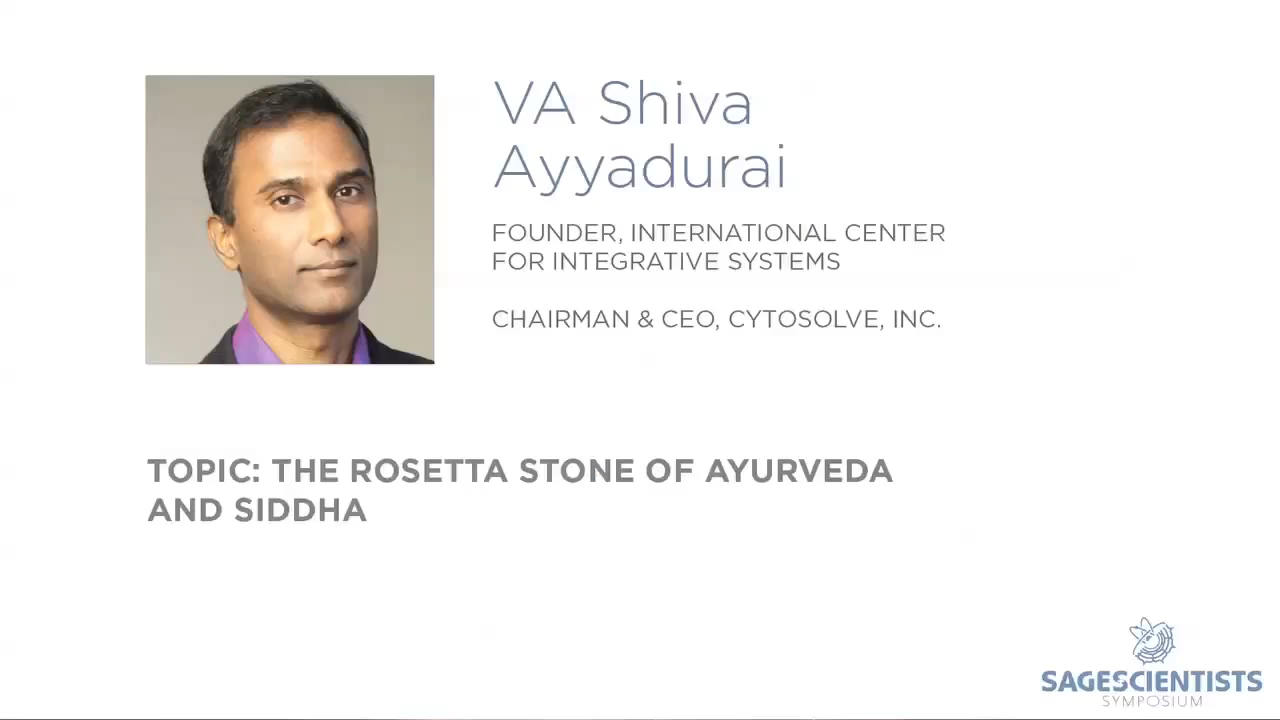 VA Shiva
Ayyadurai
FOUNDER, INTERNATIONAL CENTER
FOR INTEGRATIVE SYSTEMS
CHAIRMAN & CEO, CYTOSOLVE, INC.
TOPIC: THE ROSETTA STONE OF AYURVEDA
AND SIDDHA
SAGESCIENTISTS
SYMPOSIUM